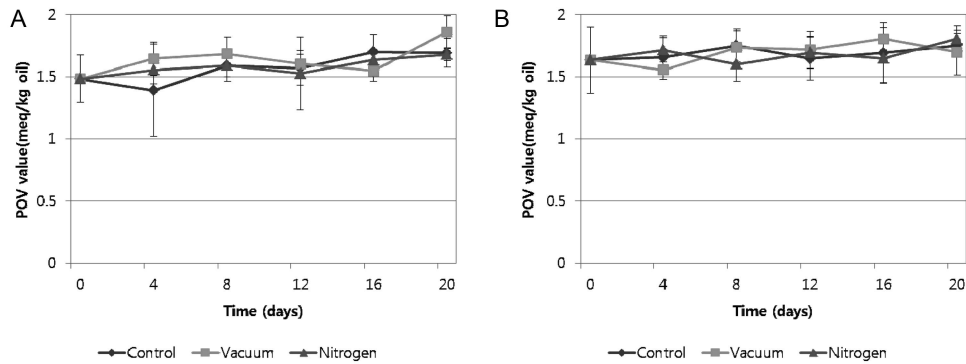 A
POV value(meq/kg oil)
2
1.5
1
0.5
0
0 4 8 12 16 20
Time (days)
Control Vacuum Nitrogen
B
POV value(meq/kg oil)
2
1.5
1
0.5
0
0 4 8 12 16 20
Time (days)
Control Vacuum Nitrogen